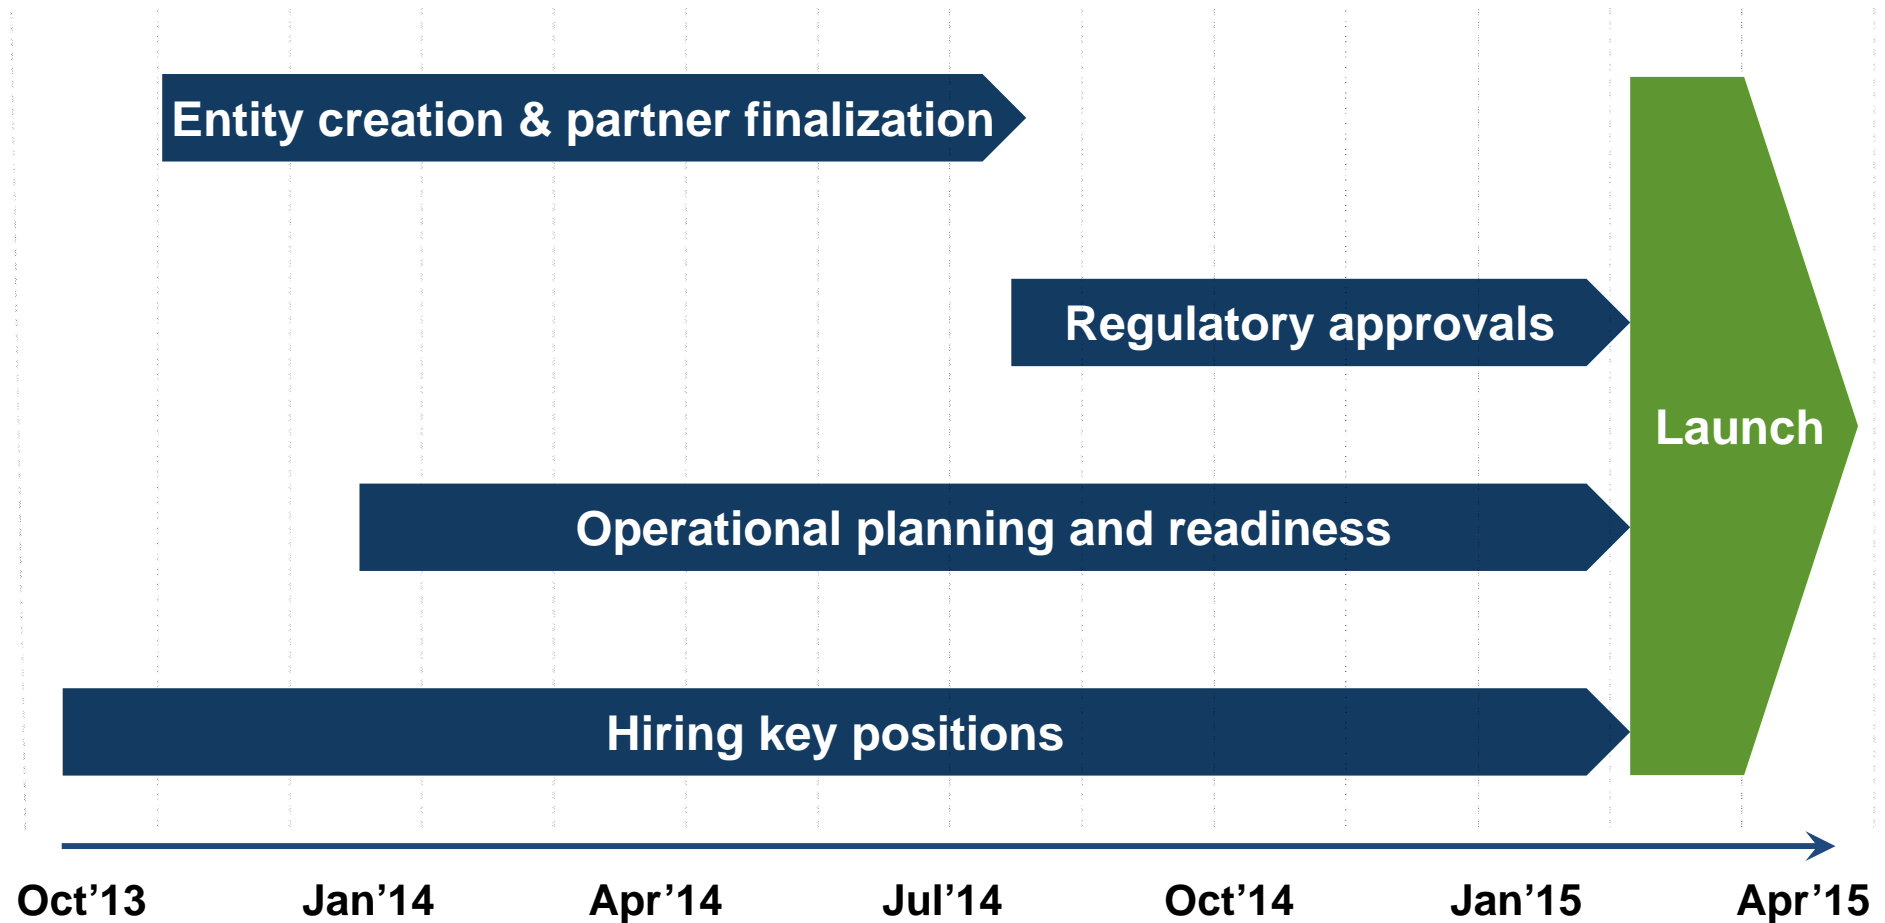 Entity creation & partner finalization
Regulatory approvals
Launch
Operational planning and readiness
Hiring key positions
Oct’13 Jan’14 Apr’14 Jul’14 Oct’14 Jan’15 Apr’15